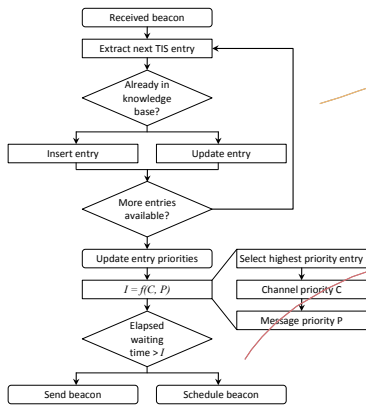 Received beacon
Extract next TIS entry
Already in
knowledge
base?
Insert entry
Update entry
More entries
available?
Update entry priorities
Select highest priority entry
I = f(C, P)
Channel priority C
Message priority P
Elapsed
waiting
time > I
Send beacon
Schedule beacon